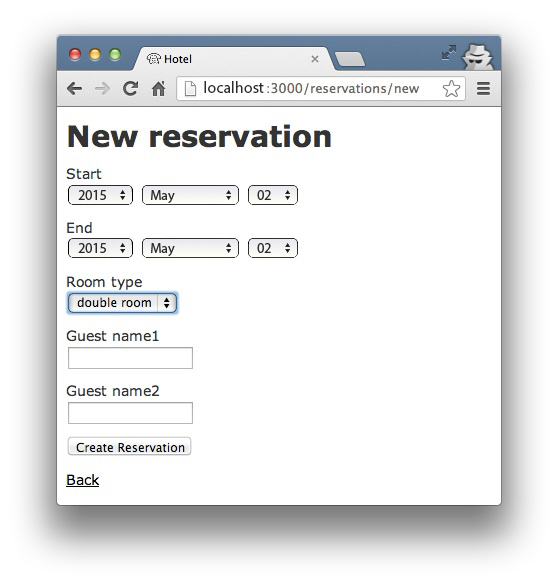 Hotel
localhost:3000/reservations/new
New reservation
Start
2015 May 02
End
2015 May 02
Room type
double room
Guest name1
Guest name2
Create Reservation
Back